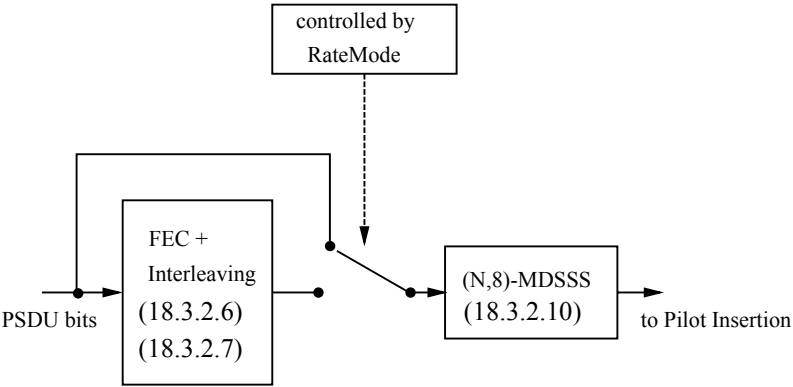 controlled by
RateMode
FEC +
Interleaving
(18.3.2.6)
(18.3.2.7)
PSDU bits
(N,8)-MDSSS
(18.3.2.10)
to Pilot Insertion